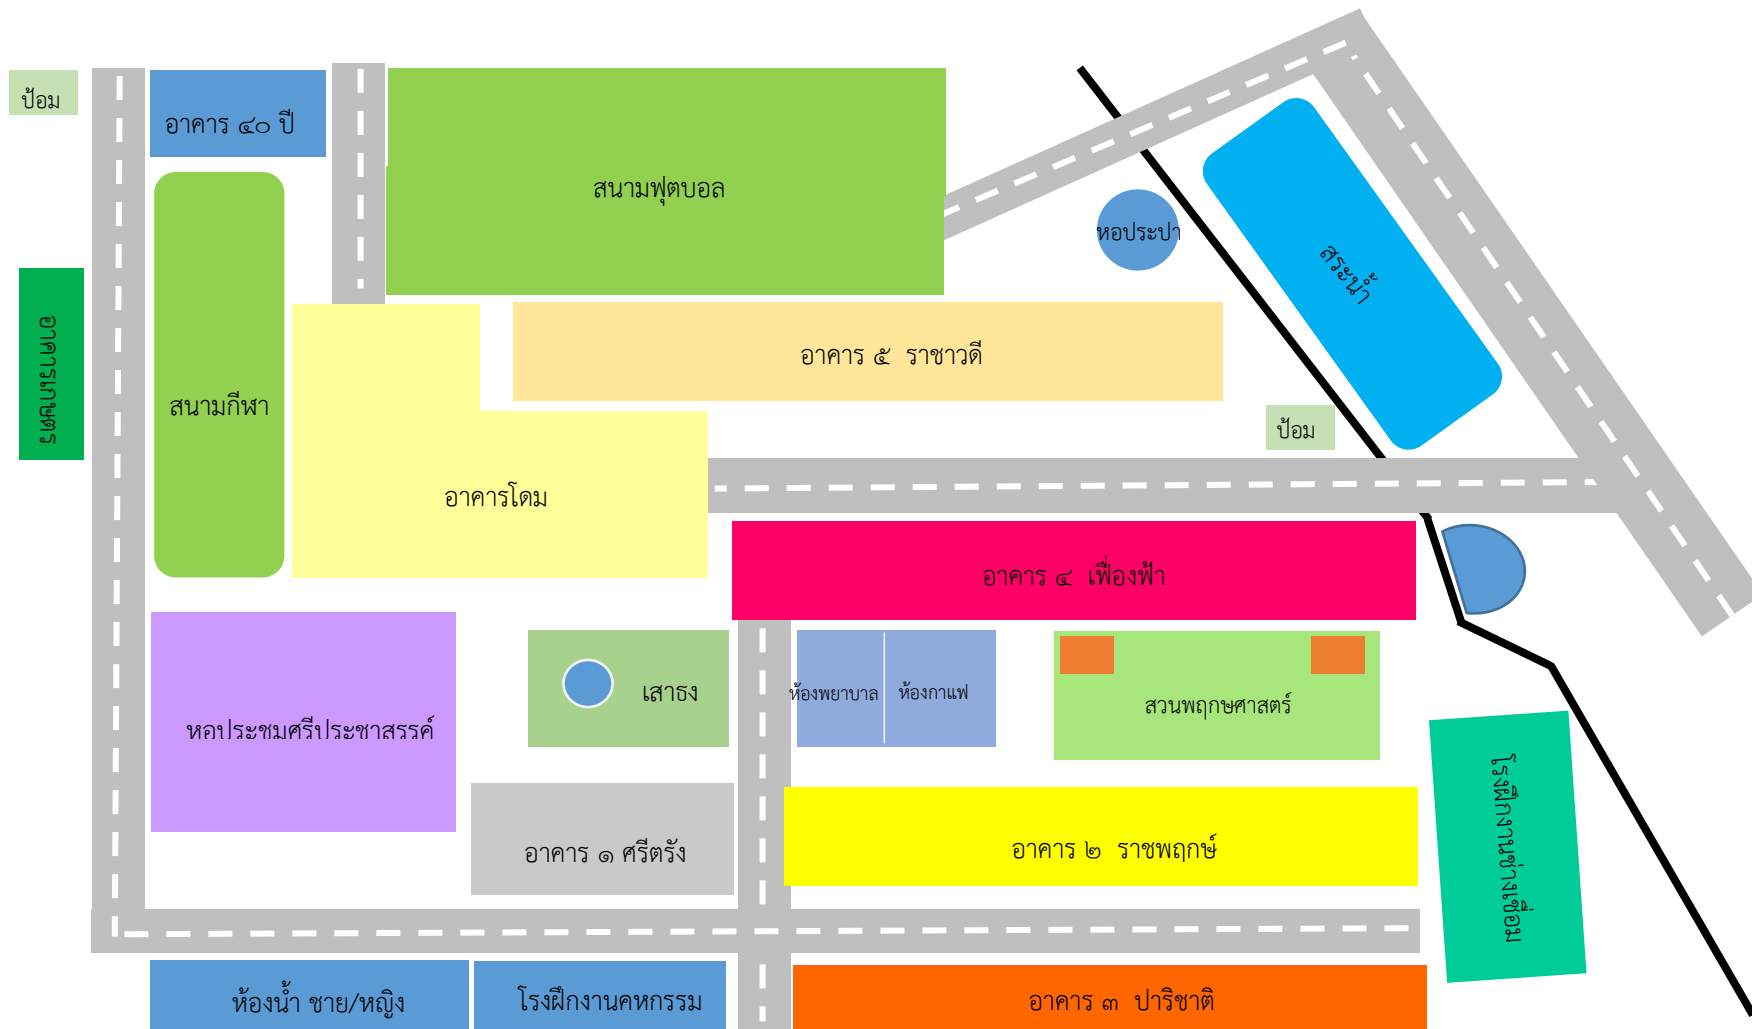 ป้อม
อาคาร ๔๐ ปี
สนามฟุตบอล
หอประปา
สระน้ำ
อาคารเกษตร
อาคาร ๕  ราชาวดี
สนามกีฬา
ป้อม
อาคารโดม
อาคาร ๔  เฟื่องฟ้า
ห้องพยาบาล
ห้องกาแฟ
เสาธง
สวนพฤกษศาสตร์
หอประชุมศรีประชาสรรค์
โรงฝึกงานช่างเชื่อม
อาคาร ๑ ศรีตรัง
อาคาร ๒  ราชพฤกษ์
ห้องน้ำ ชาย/หญิง
โรงฝึกงานคหกรรม
อาคาร ๓  ปาริชาติ